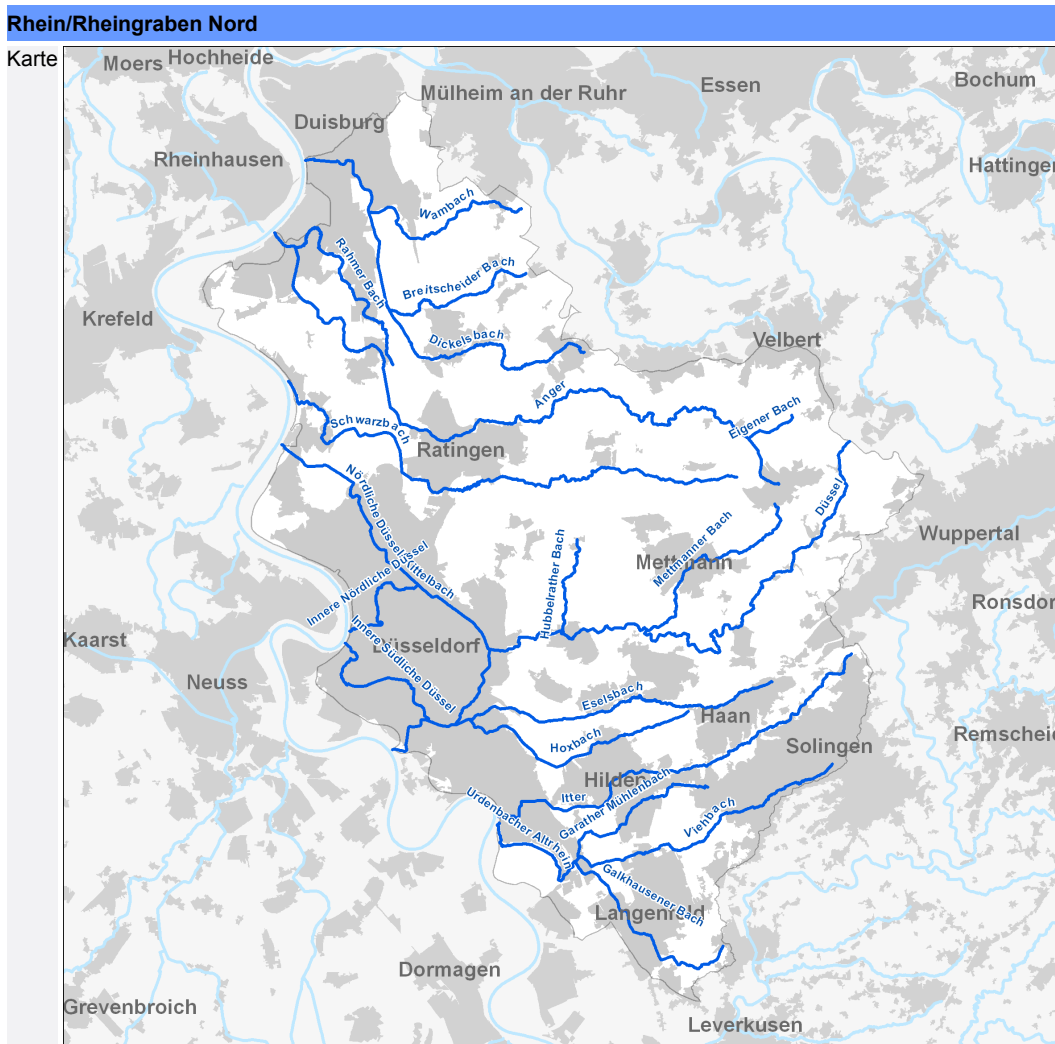 Rhein/Rheingraben Nord
Karte
Moers
Hochheide
Mülheim an der Ruhr
Essen
Bochum
Duisburg
Rheinhausen
Hattingen
Wambach
Rahmer Bach
Breitscheider Bach
Krefeld
Dickelsbach
Velbert
Anger
Eigener Bach
Schwarzbach
Ratingen
Nördliche Düssel
Kittelbach
Düssel
Wuppertal
Innere Nördliche Düssel
Hubbelrather Bach
Mettmann
Mettmanner Bach
Ronsdor
Kaarst
Innere Südliche Düssel
Düsseldorf
Neuss
Eselsbach
Haan
Hoxbach
Solingen
Remscheid
Hilden
Itter
Garather Mühlenbach
Urdenbacher Altrhein
Viehbach
Galkhausener Bach
Langenfeld
Dormagen
Grevenbroich
Leverkusen